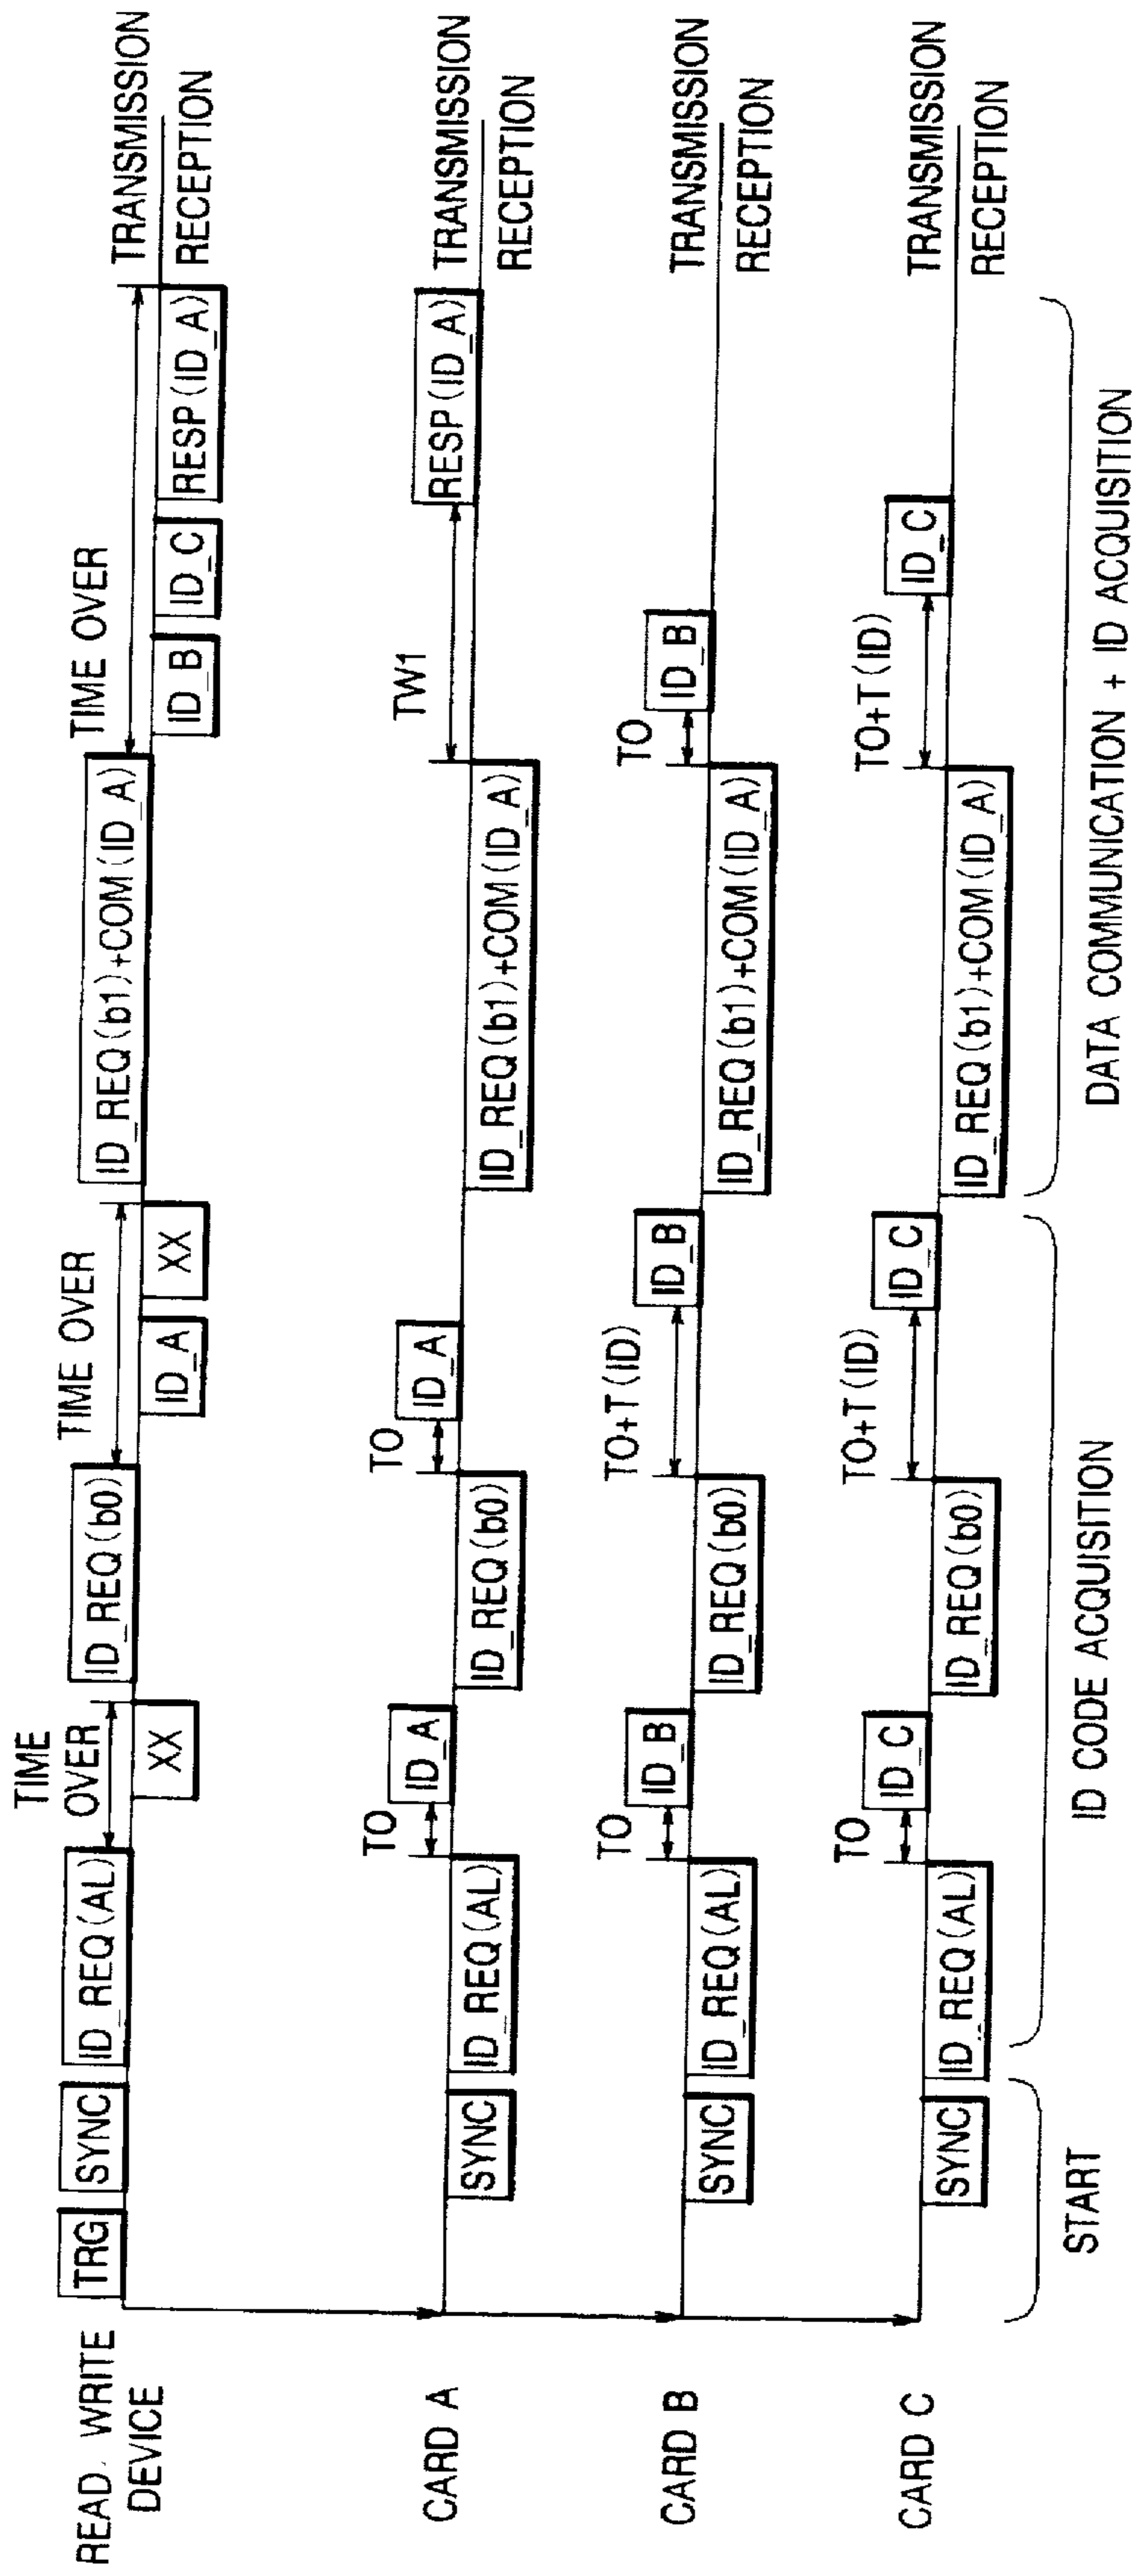 READ. WRITE
DEVICE
TRG
SYNC
ID_REQ(AL)
TIME
OVER
XX
ID_REQ(b0)
TIME OVER
ID_A
XX
ID_REQ(b1)+COM(ID_A)
TIME OVER
ID_B
ID_C
RESP(ID_A)
TRANSMISSION
RECEPTION
CARD A
SYNC
ID_REQ(AL)
TO
ID_A
ID_REQ(b0)
TO
ID_A
ID_REQ(b1)+COM(ID_A)
TW1
RESP(ID_A)
TRANSMISSION
RECEPTION
CARD B
SYNC
ID_REQ(AL)
TO
ID_B
ID_REQ(b0)
TO+T(ID)
ID_B
ID_REQ(b1)+COM(ID_A)
TO
ID_B
TRANSMISSION
RECEPTION
CARD C
SYNC
ID_REQ(AL)
TO
ID_C
ID_REQ(b0)
TO+T(ID)
ID_C
ID_REQ(b1)+COM(ID_A)
TO+T(ID)
ID_C
TRANSMISSION
RECEPTION
START
ID CODE ACQUISITION
DATA COMMUNICATION + ID ACQUISITION